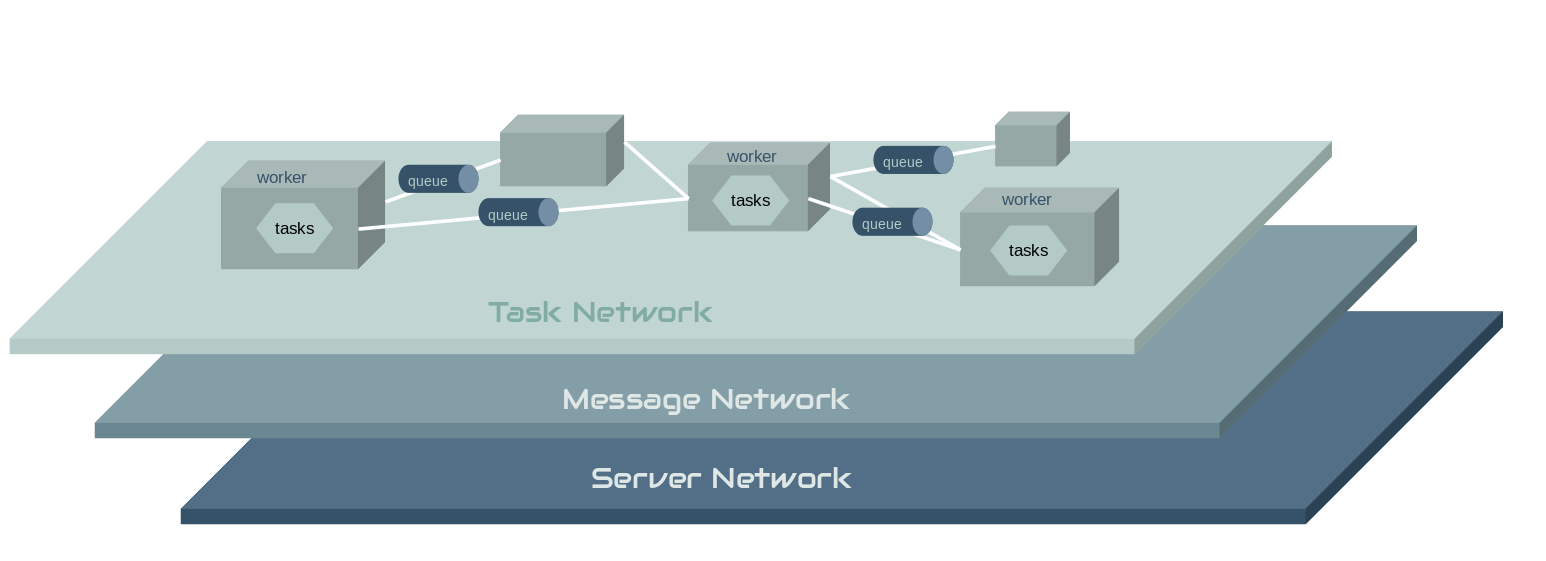 worker
tasks
queue
queue
worker
tasks
queue
queue
worker
tasks
Task Network
Message Network
Server Network